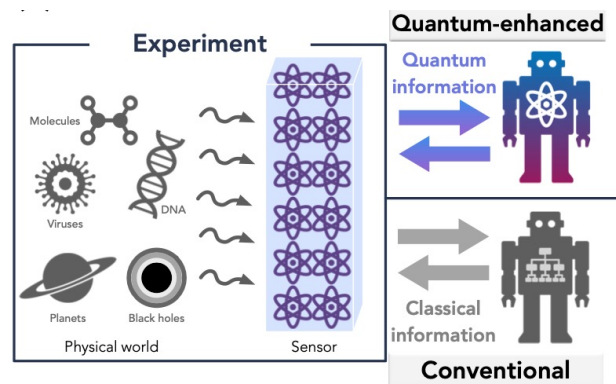 Experiment
Molecules
DNA
Viruses
Planets
Black holes
Physical world
Sensor
Quantum-enhanced
Quantum
information
Classical
information
Conventional